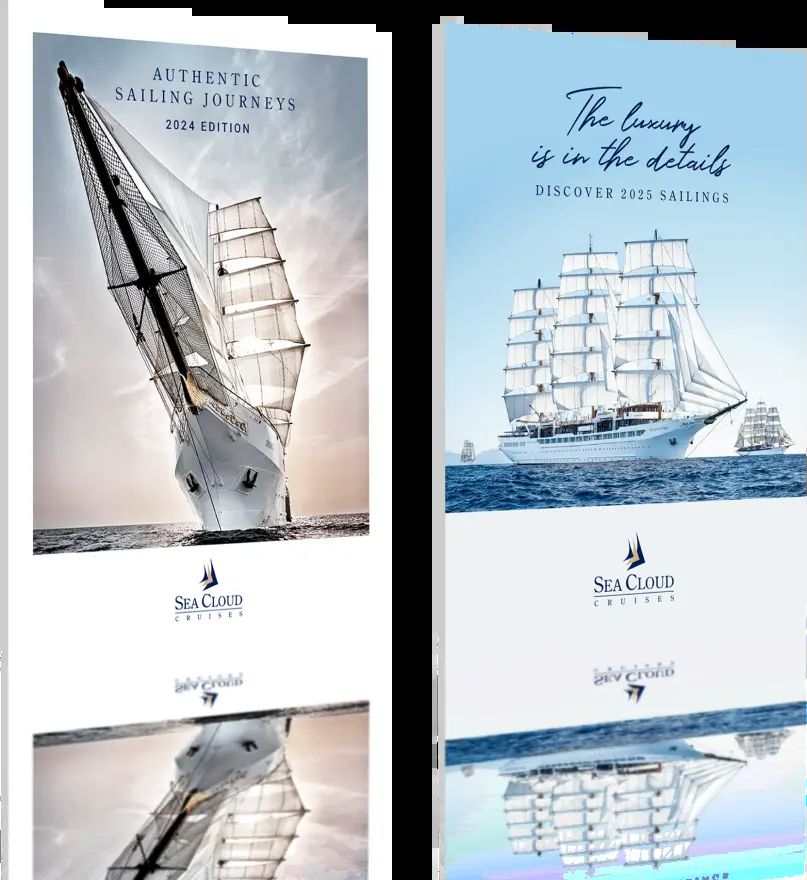 AUTHENTIC
SAILING JOURNEYS
2024 EDITION
SEA CLOUD
CRUISES
The luxury
is in the details
DISCOVER 2025 SAILINGS
SEA CLOUD
CRUISES